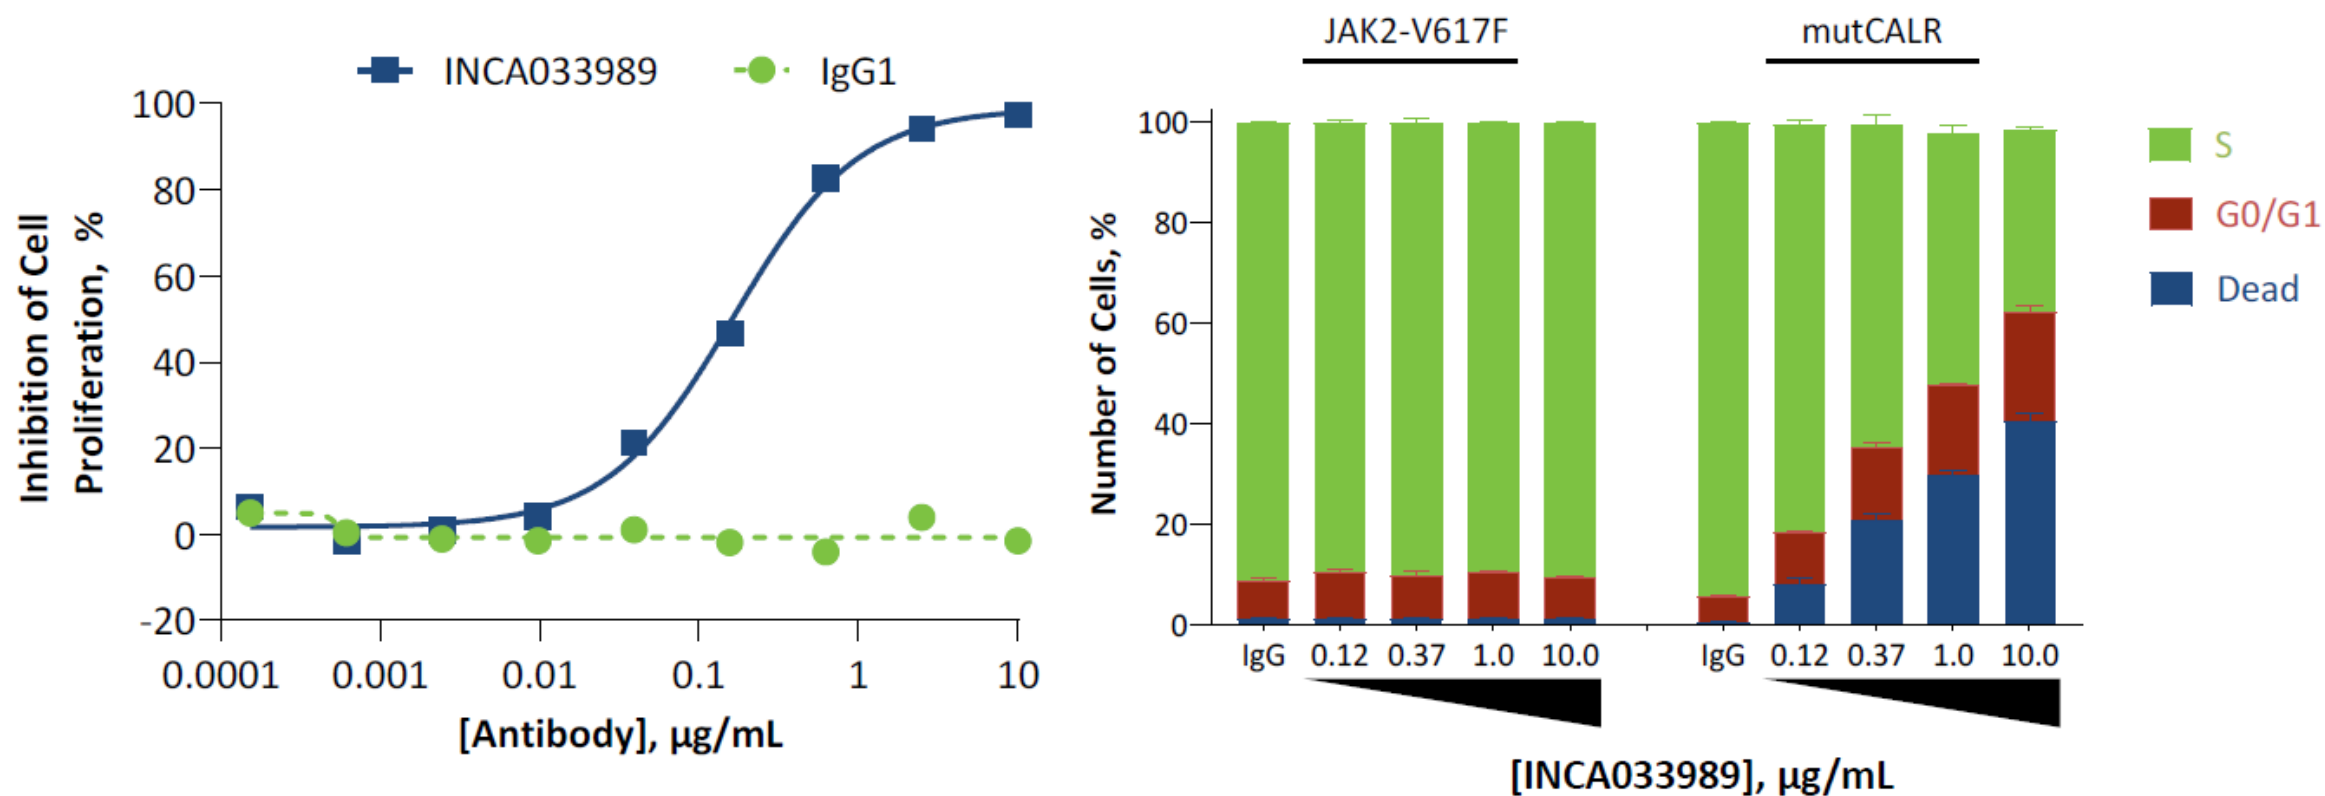 INCA033989
IgG1
100
80
60
40
20
0
-20
Inhibition of Cell
Proliferation, %
0.0001 0.001 0.01 0.1 1 10
[Antibody], µg/mL
JAK2-V617F
mutCALR
100
80
60
40
20
0
Number of Cells, %
IgG 0.12 0.37 1.0 10.0
IgG 0.12 0.37 1.0 10.0
[INCA033989], µg/mL
S
G0/G1
Dead